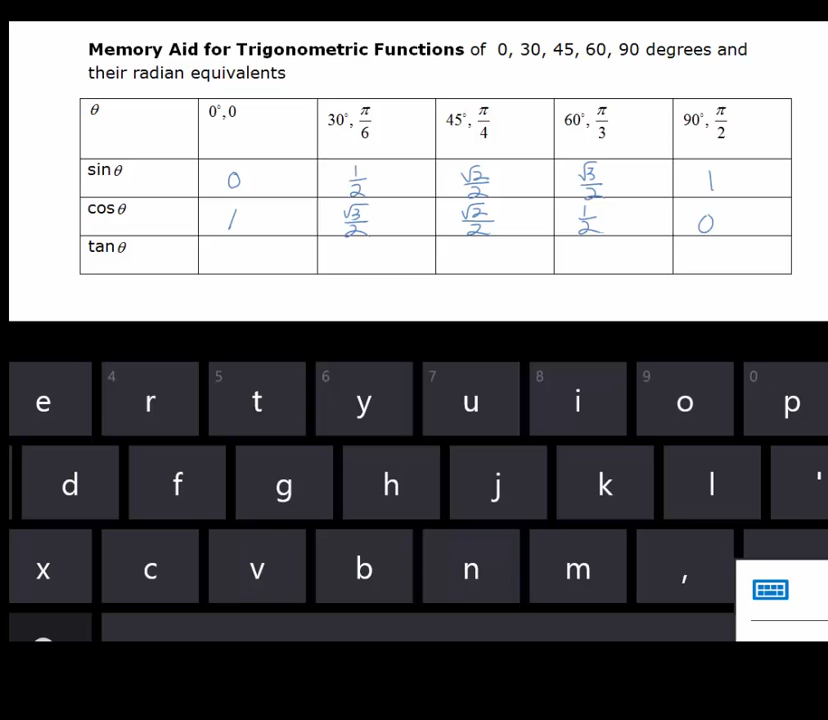 Memory Aid for Trigonometric Functions of 0, 30, 45, 60, 90 degrees and
their radian equivalents
θ 0°,0 30°, π/6 45°, π/4 60°, π/3 90°, π/2
sin θ 0 1/2 √2/2 √3/2 1
cos θ 1 √3/2 √2/2 1/2 0
tan θ
4 5 6 7 8 9 0
e r t y u i o p
d f g h j k l '
x c v b n m ,